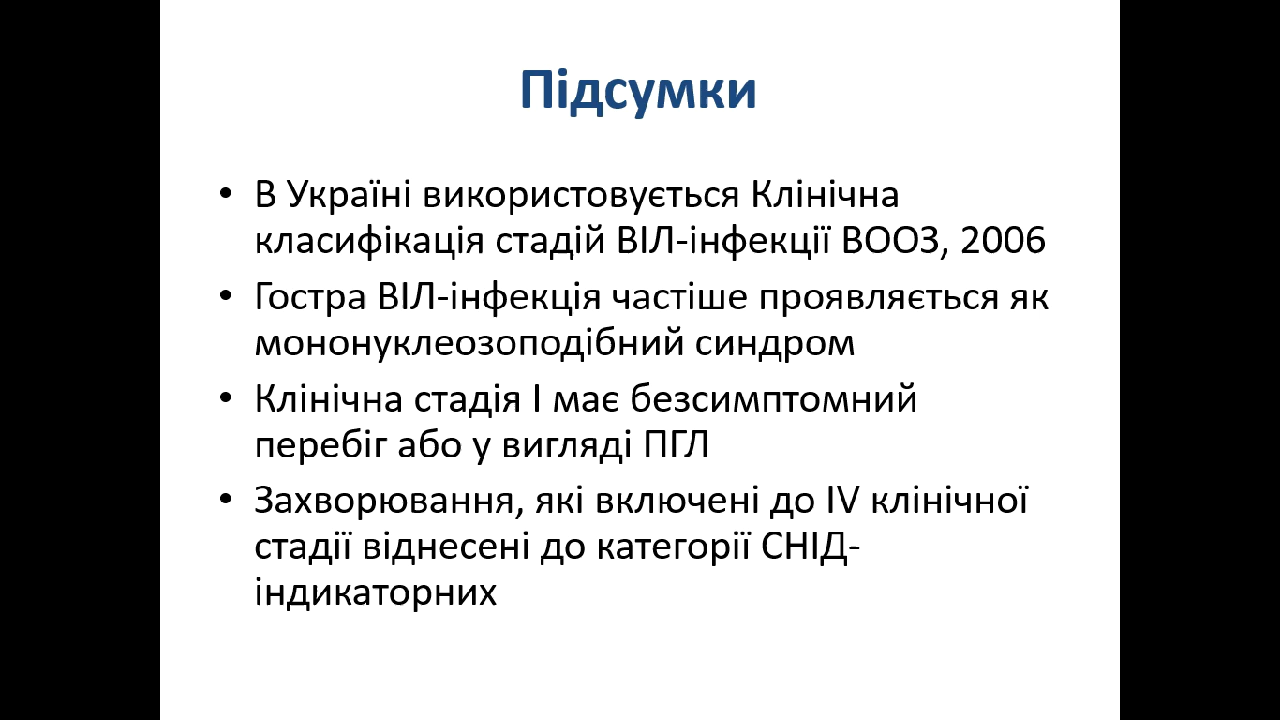 Підсумки
• В Україні використовується Клінічна
класифікація стадій ВІЛ-інфекції ВООЗ, 2006
• Гостра ВІЛ-інфекція частіше проявляється як
мононуклеозоподібний синдром
• Клінічна стадія І має безсимптомний
перебіг або у вигляді ПГЛ
• Захворювання, які включені до IV клінічної
стадії віднесені до категорії СНІД-
індикаторних